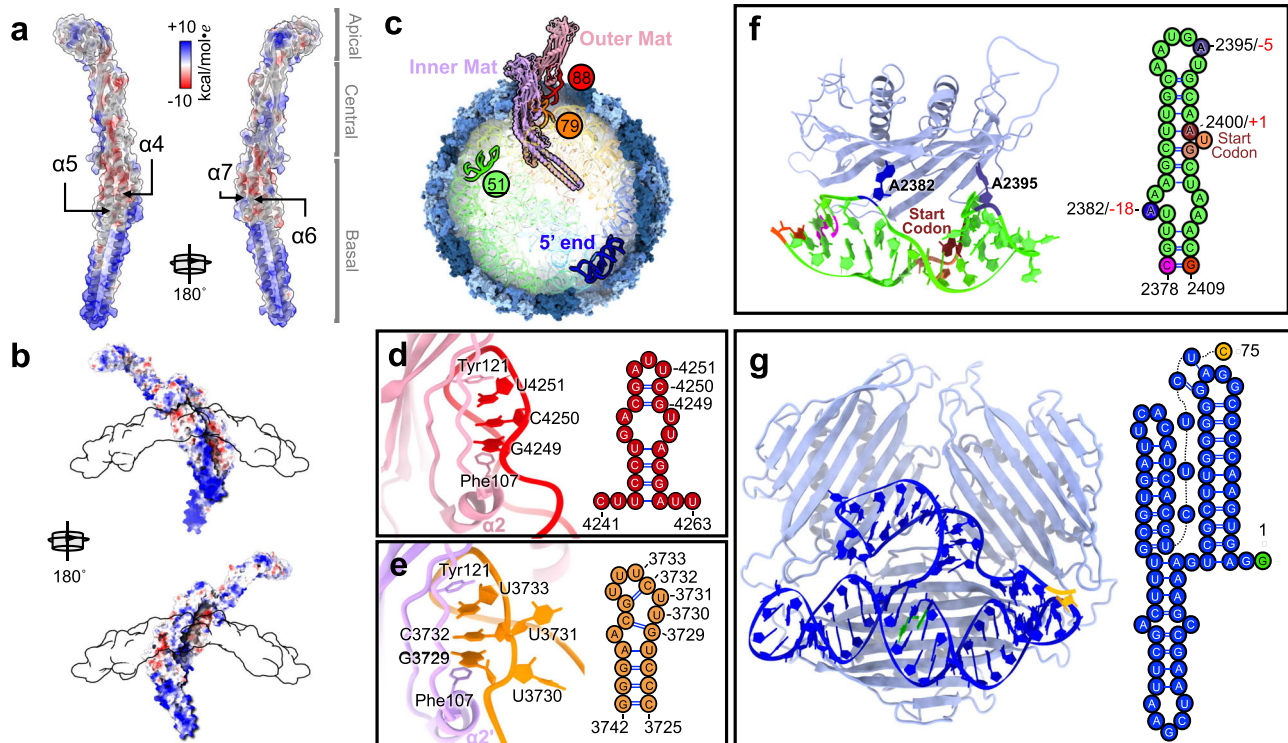 a
+10
-10
kcal/mol•e
Apical
Central
Basal
α5
α4
α7
α6
180°
b
180°
c
Outer Mat
Inner Mat
88
79
51
5' end
d
Tyr121
U4251
C4250
G4249
Phe107
α2
-4251
-4250
-4249
4241
4263
e
Tyr121
U3733
C3732
U3731
G3729
U3730
Phe107
α2'
3733
3732
-3731
-3730
-3729
3742
3725
f
A2382
A2395
Start
Codon
2395/-5
2400/+1
Start
Codon
2382/-18
2378
2409
g
75
1